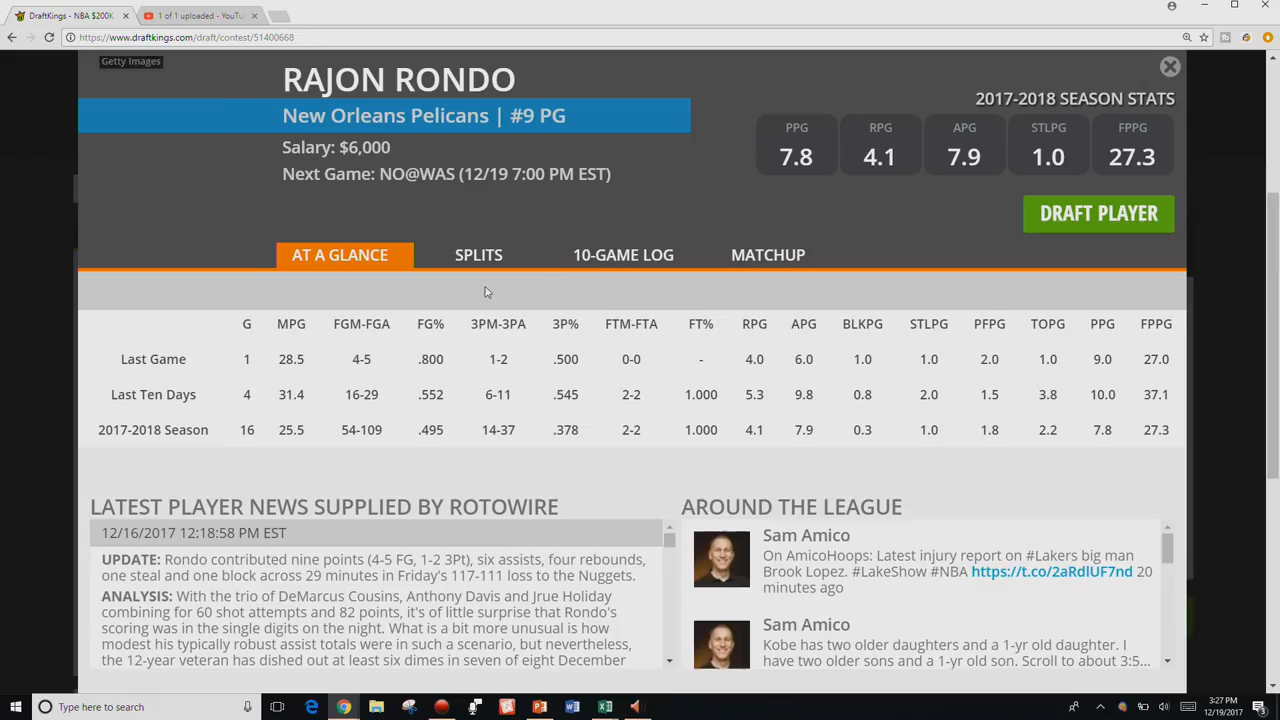 DraftKings - NBA $200K
1 of 1 uploaded - YouTu
https://www.draftkings.com/draft/contest/51400668
Getty Images
RAJON RONDO
New Orleans Pelicans | #9 PG
Salary: $6,000
Next Game: NO@WAS (12/19 7:00 PM EST)
2017-2018 SEASON STATS
PPG RPG APG STLPG FPPG
7.8 4.1 7.9 1.0 27.3
DRAFT PLAYER
AT A GLANCE SPLITS 10-GAME LOG MATCHUP
G MPG FGM-FGA FG% 3PM-3PA 3P% FTM-FTA FT% RPG APG BLKPG STLPG PFPG TOPG PPG FPPG
Last Game 1 28.5 4-5 .800 1-2 .500 0-0 - 4.0 6.0 1.0 1.0 2.0 1.0 9.0 27.0
Last Ten Days 4 31.4 16-29 .552 6-11 .545 2-2 1.000 5.3 9.8 0.8 2.0 1.5 3.8 10.0 37.1
2017-2018 Season 16 25.5 54-109 .495 14-37 .378 2-2 1.000 4.1 7.9 0.3 1.0 1.8 2.2 7.8 27.3
LATEST PLAYER NEWS SUPPLIED BY ROTOWIRE
12/16/2017 12:18:58 PM EST
UPDATE: Rondo contributed nine points (4-5 FG, 1-2 3Pt), six assists, four rebounds,
one steal and one block across 29 minutes in Friday's 117-111 loss to the Nuggets.
ANALYSIS: With the trio of DeMarcus Cousins, Anthony Davis and Jrue Holiday
combining for 60 shot attempts and 82 points, it's of little surprise that Rondo's
scoring was in the single digits on the night. What is a bit more unusual is how
modest his typically robust assist totals were in such a scenario, but nevertheless,
the 12-year veteran has dished out at least six dimes in seven of eight December
AROUND THE LEAGUE
Sam Amico
On AmicoHoops: Latest injury report on #Lakers big man
Brook Lopez. #LakeShow #NBA https://t.co/2aRdlUF7nd 20
minutes ago
Sam Amico
Kobe has two older daughters and a 1-yr old daughter. I
have two older sons and a 1-yr old son. Scroll to about 3:5...
Type here to search
3:27 PM
12/19/2017